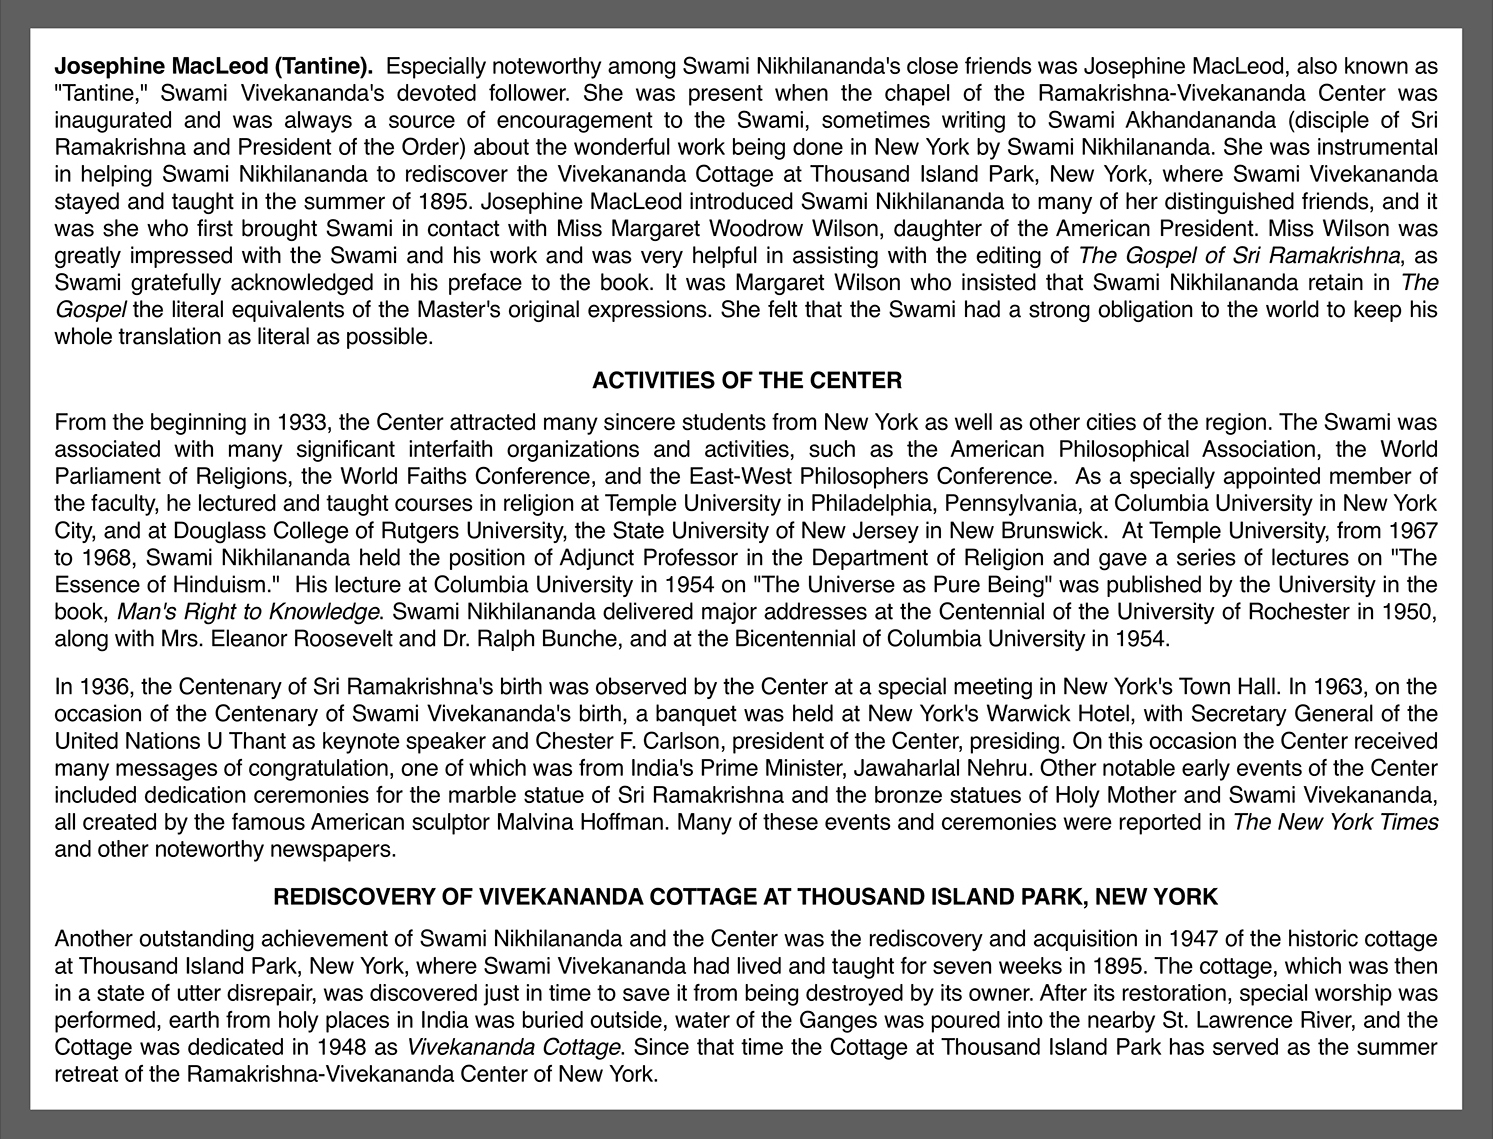 Josephine MacLeod (Tantine).  Especially noteworthy among Swami Nikhilananda's close friends was Josephine MacLeod, also known as
"Tantine," Swami Vivekananda's devoted follower. She was present when the chapel of the Ramakrishna-Vivekananda Center was
inaugurated and was always a source of encouragement to the Swami, sometimes writing to Swami Akhandananda (disciple of Sri
Ramakrishna and President of the Order) about the wonderful work being done in New York by Swami Nikhilananda. She was instrumental
in helping Swami Nikhilananda to rediscover the Vivekananda Cottage at Thousand Island Park, New York, where Swami Vivekananda
stayed and taught in the summer of 1895. Josephine MacLeod introduced Swami Nikhilananda to many of her distinguished friends, and it
was she who first brought Swami in contact with Miss Margaret Woodrow Wilson, daughter of the American President. Miss Wilson was
greatly impressed with the Swami and his work and was very helpful in assisting with the editing of The Gospel of Sri Ramakrishna, as
Swami gratefully acknowledged in his preface to the book. It was Margaret Wilson who insisted that Swami Nikhilananda retain in The
Gospel the literal equivalents of the Master's original expressions. She felt that the Swami had a strong obligation to the world to keep his
whole translation as literal as possible.
ACTIVITIES OF THE CENTER
From the beginning in 1933, the Center attracted many sincere students from New York as well as other cities of the region. The Swami was
associated with many significant interfaith organizations and activities, such as the American Philosophical Association, the World
Parliament of Religions, the World Faiths Conference, and the East-West Philosophers Conference.  As a specially appointed member of
the faculty, he lectured and taught courses in religion at Temple University in Philadelphia, Pennsylvania, at Columbia University in New York
City, and at Douglass College of Rutgers University, the State University of New Jersey in New Brunswick.  At Temple University, from 1967
to 1968, Swami Nikhilananda held the position of Adjunct Professor in the Department of Religion and gave a series of lectures on "The
Essence of Hinduism."  His lecture at Columbia University in 1954 on "The Universe as Pure Being" was published by the University in the
book, Man's Right to Knowledge. Swami Nikhilananda delivered major addresses at the Centennial of the University of Rochester in 1950,
along with Mrs. Eleanor Roosevelt and Dr. Ralph Bunche, and at the Bicentennial of Columbia University in 1954.
In 1936, the Centenary of Sri Ramakrishna's birth was observed by the Center at a special meeting in New York's Town Hall. In 1963, on the
occasion of the Centenary of Swami Vivekananda's birth, a banquet was held at New York's Warwick Hotel, with Secretary General of the
United Nations U Thant as keynote speaker and Chester F. Carlson, president of the Center, presiding. On this occasion the Center received
many messages of congratulation, one of which was from India's Prime Minister, Jawaharlal Nehru. Other notable early events of the Center
included dedication ceremonies for the marble statue of Sri Ramakrishna and the bronze statues of Holy Mother and Swami Vivekananda,
all created by the famous American sculptor Malvina Hoffman. Many of these events and ceremonies were reported in The New York Times
and other noteworthy newspapers.
REDISCOVERY OF VIVEKANANDA COTTAGE AT THOUSAND ISLAND PARK, NEW YORK
Another outstanding achievement of Swami Nikhilananda and the Center was the rediscovery and acquisition in 1947 of the historic cottage
at Thousand Island Park, New York, where Swami Vivekananda had lived and taught for seven weeks in 1895. The cottage, which was then
in a state of utter disrepair, was discovered just in time to save it from being destroyed by its owner. After its restoration, special worship was
performed, earth from holy places in India was buried outside, water of the Ganges was poured into the nearby St. Lawrence River, and the
Cottage was dedicated in 1948 as Vivekananda Cottage. Since that time the Cottage at Thousand Island Park has served as the summer
retreat of the Ramakrishna-Vivekananda Center of New York.